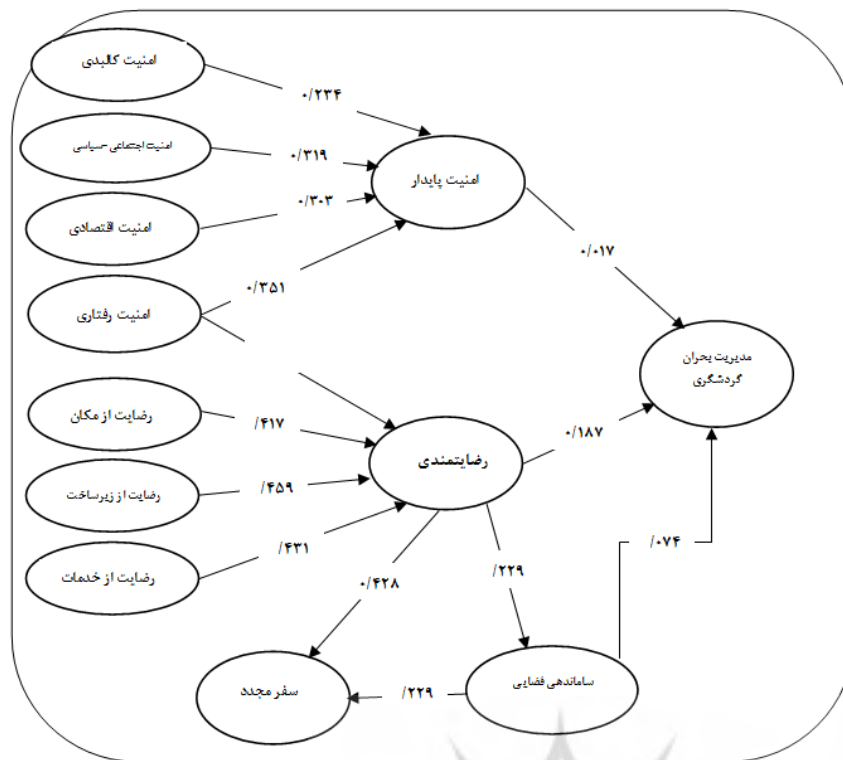 امنیت کالبدی
۰/۲۳۴
امنیت اجتماعی -سیاسی
۰/۳۱۹
امنیت پایدار
امنیت اقتصادی
۰/۳۰۳
۰/۰۱۷
امنیت رفتاری
۰/۳۵۱
مدیریت بحران
گردشگری
رضایت از مکان
/۴۱۷
رضایتمندی
۰/۱۸۷
رضایت از زیرساخت
/۴۵۹
رضایت از خدمات
/۴۳۱
۰/۴۲۸
/۲۲۹
/۰۷۴
سفر مجدد
/۲۲۹
ساماندهی فضایی